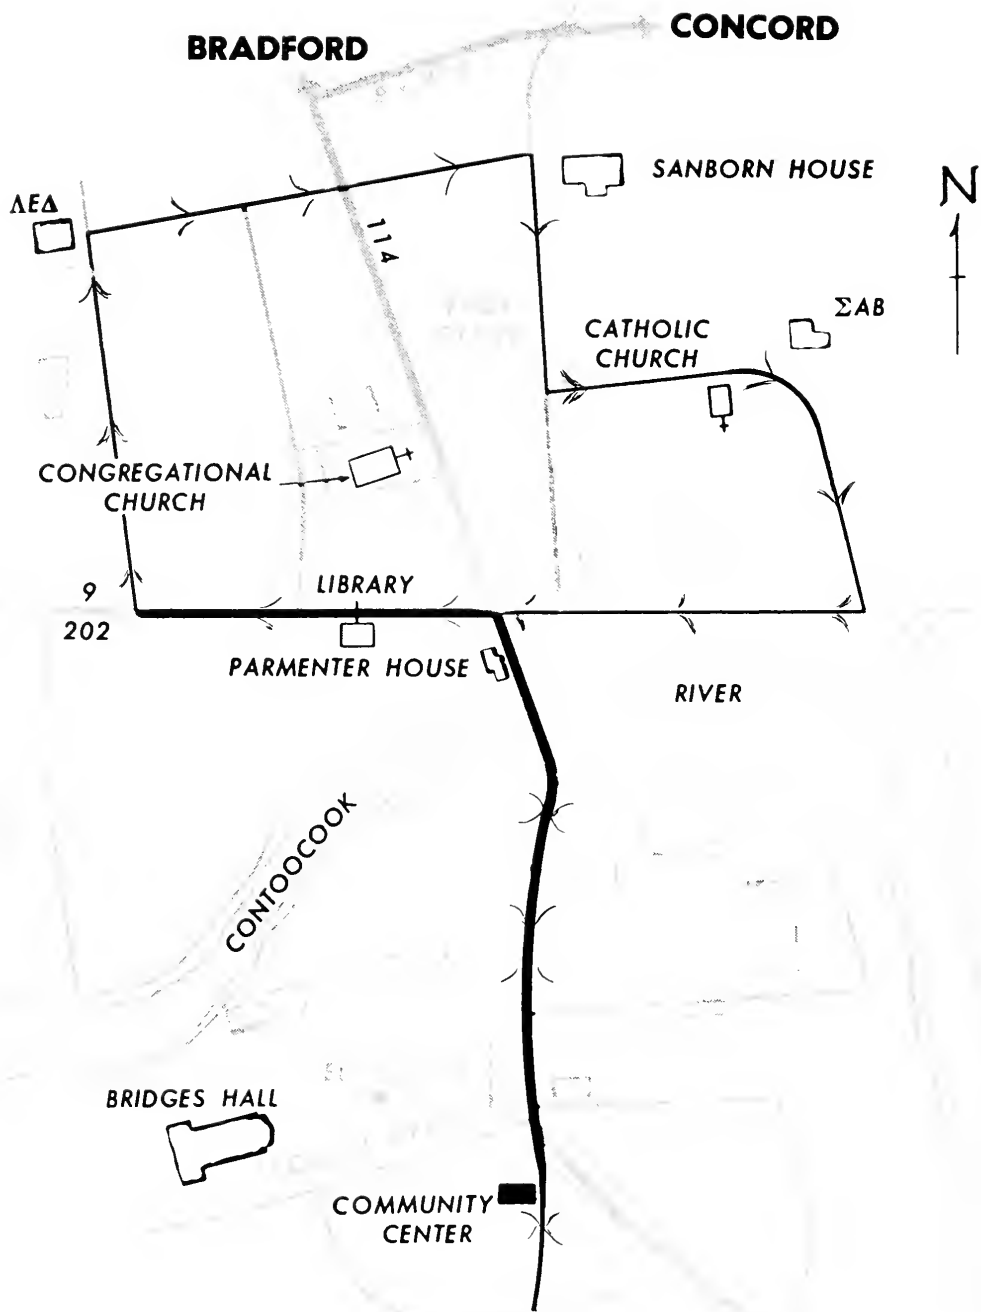 BRADFORD
CONCORD
SANBORN HOUSE
N
ΛΕΔ
114
ΣΑΒ
CATHOLIC
CHURCH
CONGREGATIONAL
CHURCH
9
202
LIBRARY
PARMENTER HOUSE
RIVER
CONTOOCOOK
BRIDGES HALL
COMMUNITY
CENTER